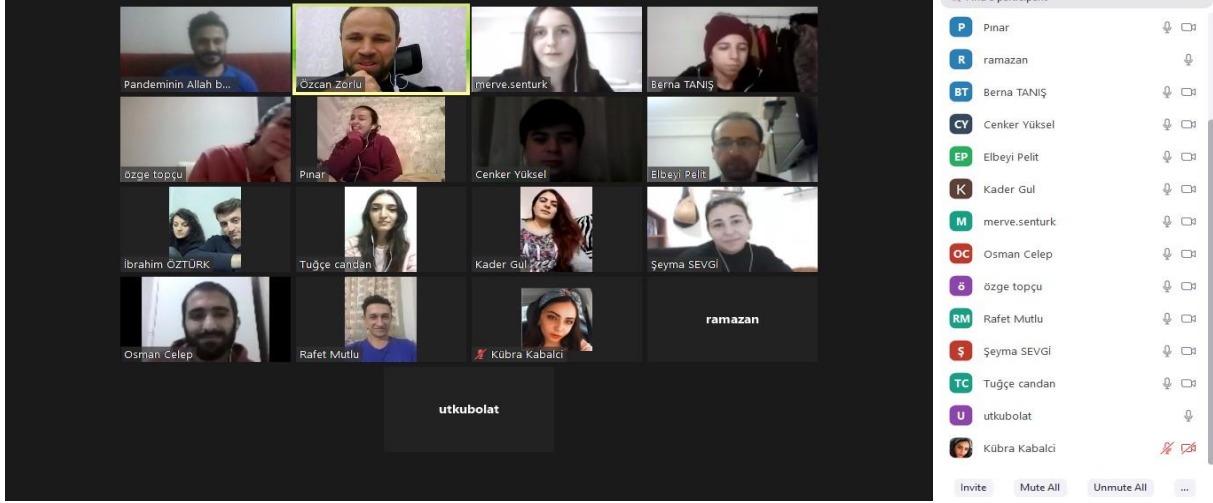 Pandeminin Allah b...
Özcan Zorlu
merve.senturk
Berna TANIŞ
özge topçu
Pınar
Cenker Yüksel
Elbeyi Pelit
İbrahim ÖZTÜRK
Tuğçe candan
Kader Gul
Şeyma SEVGİ
Osman Celep
Rafet Mutlu
Kübra Kabalci
ramazan
utkubolat
P Pınar
R ramazan
BT Berna TANIŞ
CY Cenker Yüksel
EP Elbeyi Pelit
K Kader Gul
M merve.senturk
OC Osman Celep
ö özge topçu
RM Rafet Mutlu
Ş Şeyma SEVGİ
TC Tuğçe candan
U utkubolat
Kübra Kabalci
Invite Mute All Unmute All ...